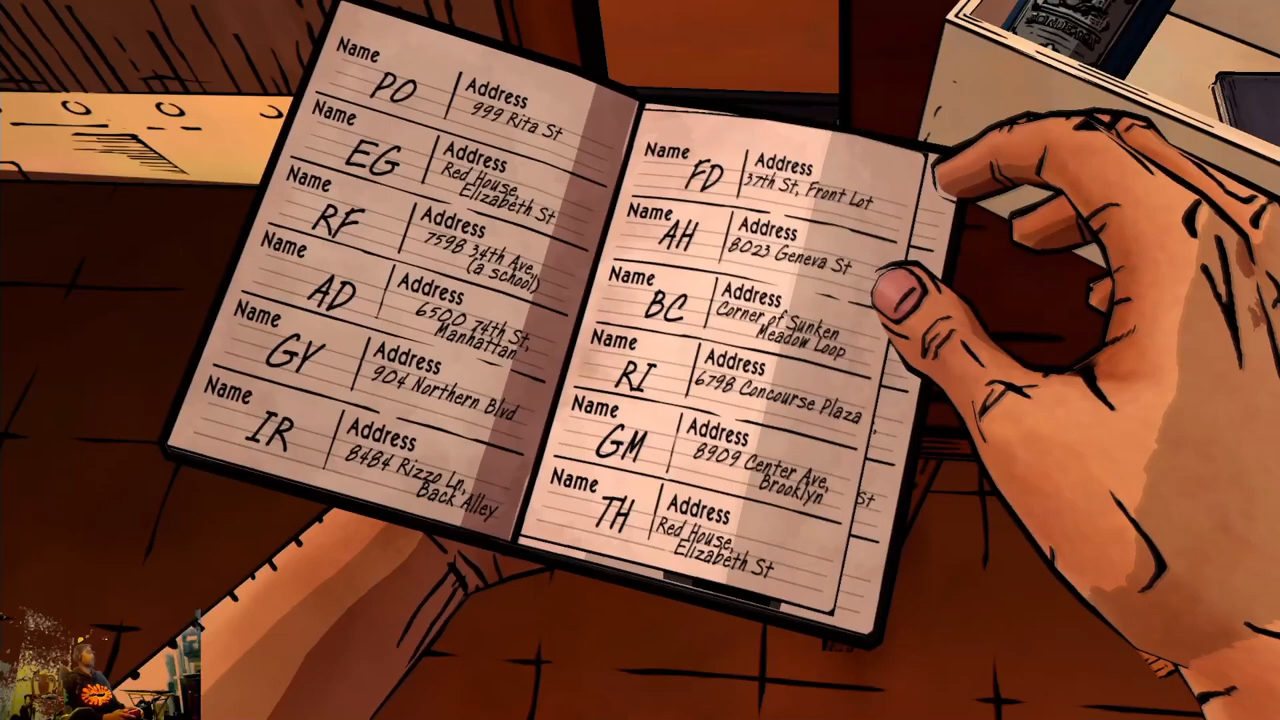 Name
PO
Address
999 Rita St
Name
EG
Address
Red House,
Elizabeth St
Name
RF
Address
7598 34th Ave,
(a school)
Name
AD
Address
6500 74th St,
Manhattan
Name
GY
Address
904 Northern Blvd
Name
IR
Address
8484 Rizzo Ln,
Back Alley
Name
FD
Address
37th St, Front Lot
Name
AH
Address
8023 Geneva St
Name
BC
Address
Corner of Sunken
Meadow Loop
Name
RI
Address
6798 Concourse Plaza
Name
GM
Address
8909 Center Ave,
Brooklyn
Name
TH
Address
Red House,
Elizabeth St
St